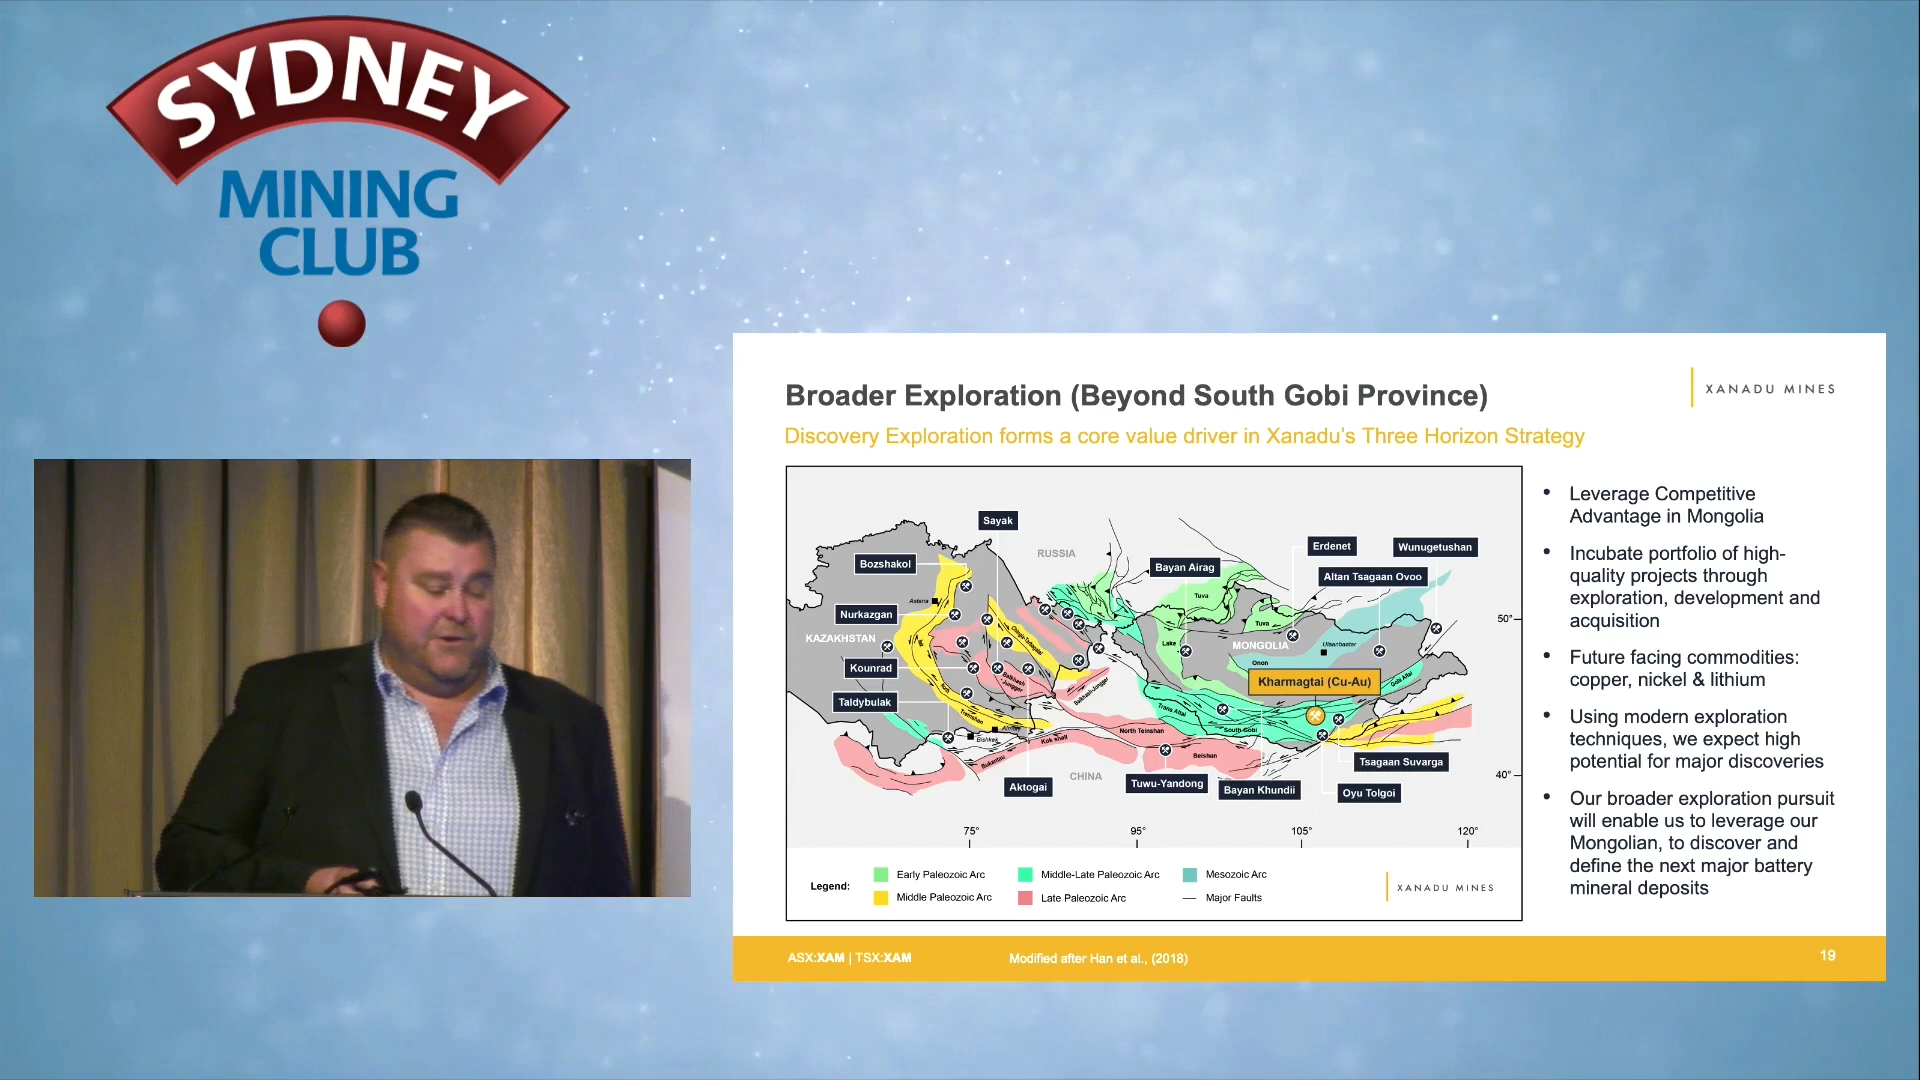 SYDNEY
MINING
CLUB
Broader Exploration (Beyond South Gobi Province)
XANADU MINES
Discovery Exploration forms a core value driver in Xanadu's Three Horizon Strategy
Sayak
RUSSIA
Erdenet
Wunugetushan
Bozshakol
Bayan Airag
Altan Tsagaan Ovoo
Astana
Tuva
Nurkazgan
Tuva
50°
KAZAKHSTAN
Chingiz-Tarbagatai
Lake
MONGOLIA
Ulaanbaatar
Onon
Kounrad
Balkhash
-Junggar
Kharmagtai (Cu-Au)
Gobi Altai
Balkhash-Junggar
Taldybulak
Trans Altai
Tianshan
North Teinshan
South Gobi
Bishkek
Kok shall
Beishan
Bukantau
Tsagaan Suvarga
CHINA
40°
Aktogai
Tuwu-Yandong
Bayan Khundii
Oyu Tolgoi
75°
95°
105°
120°
Legend:
Early Paleozoic Arc
Middle-Late Paleozoic Arc
Mesozoic Arc
Middle Paleozoic Arc
Late Paleozoic Arc
Major Faults
XANADU MINES
• Leverage Competitive
Advantage in Mongolia
• Incubate portfolio of high-
quality projects through
exploration, development and
acquisition
• Future facing commodities:
copper, nickel & lithium
• Using modern exploration
techniques, we expect high
potential for major discoveries
• Our broader exploration pursuit
will enable us to leverage our
Mongolian, to discover and
define the next major battery
mineral deposits
ASX:XAM | TSX:XAM
Modified after Han et al., (2018)
19